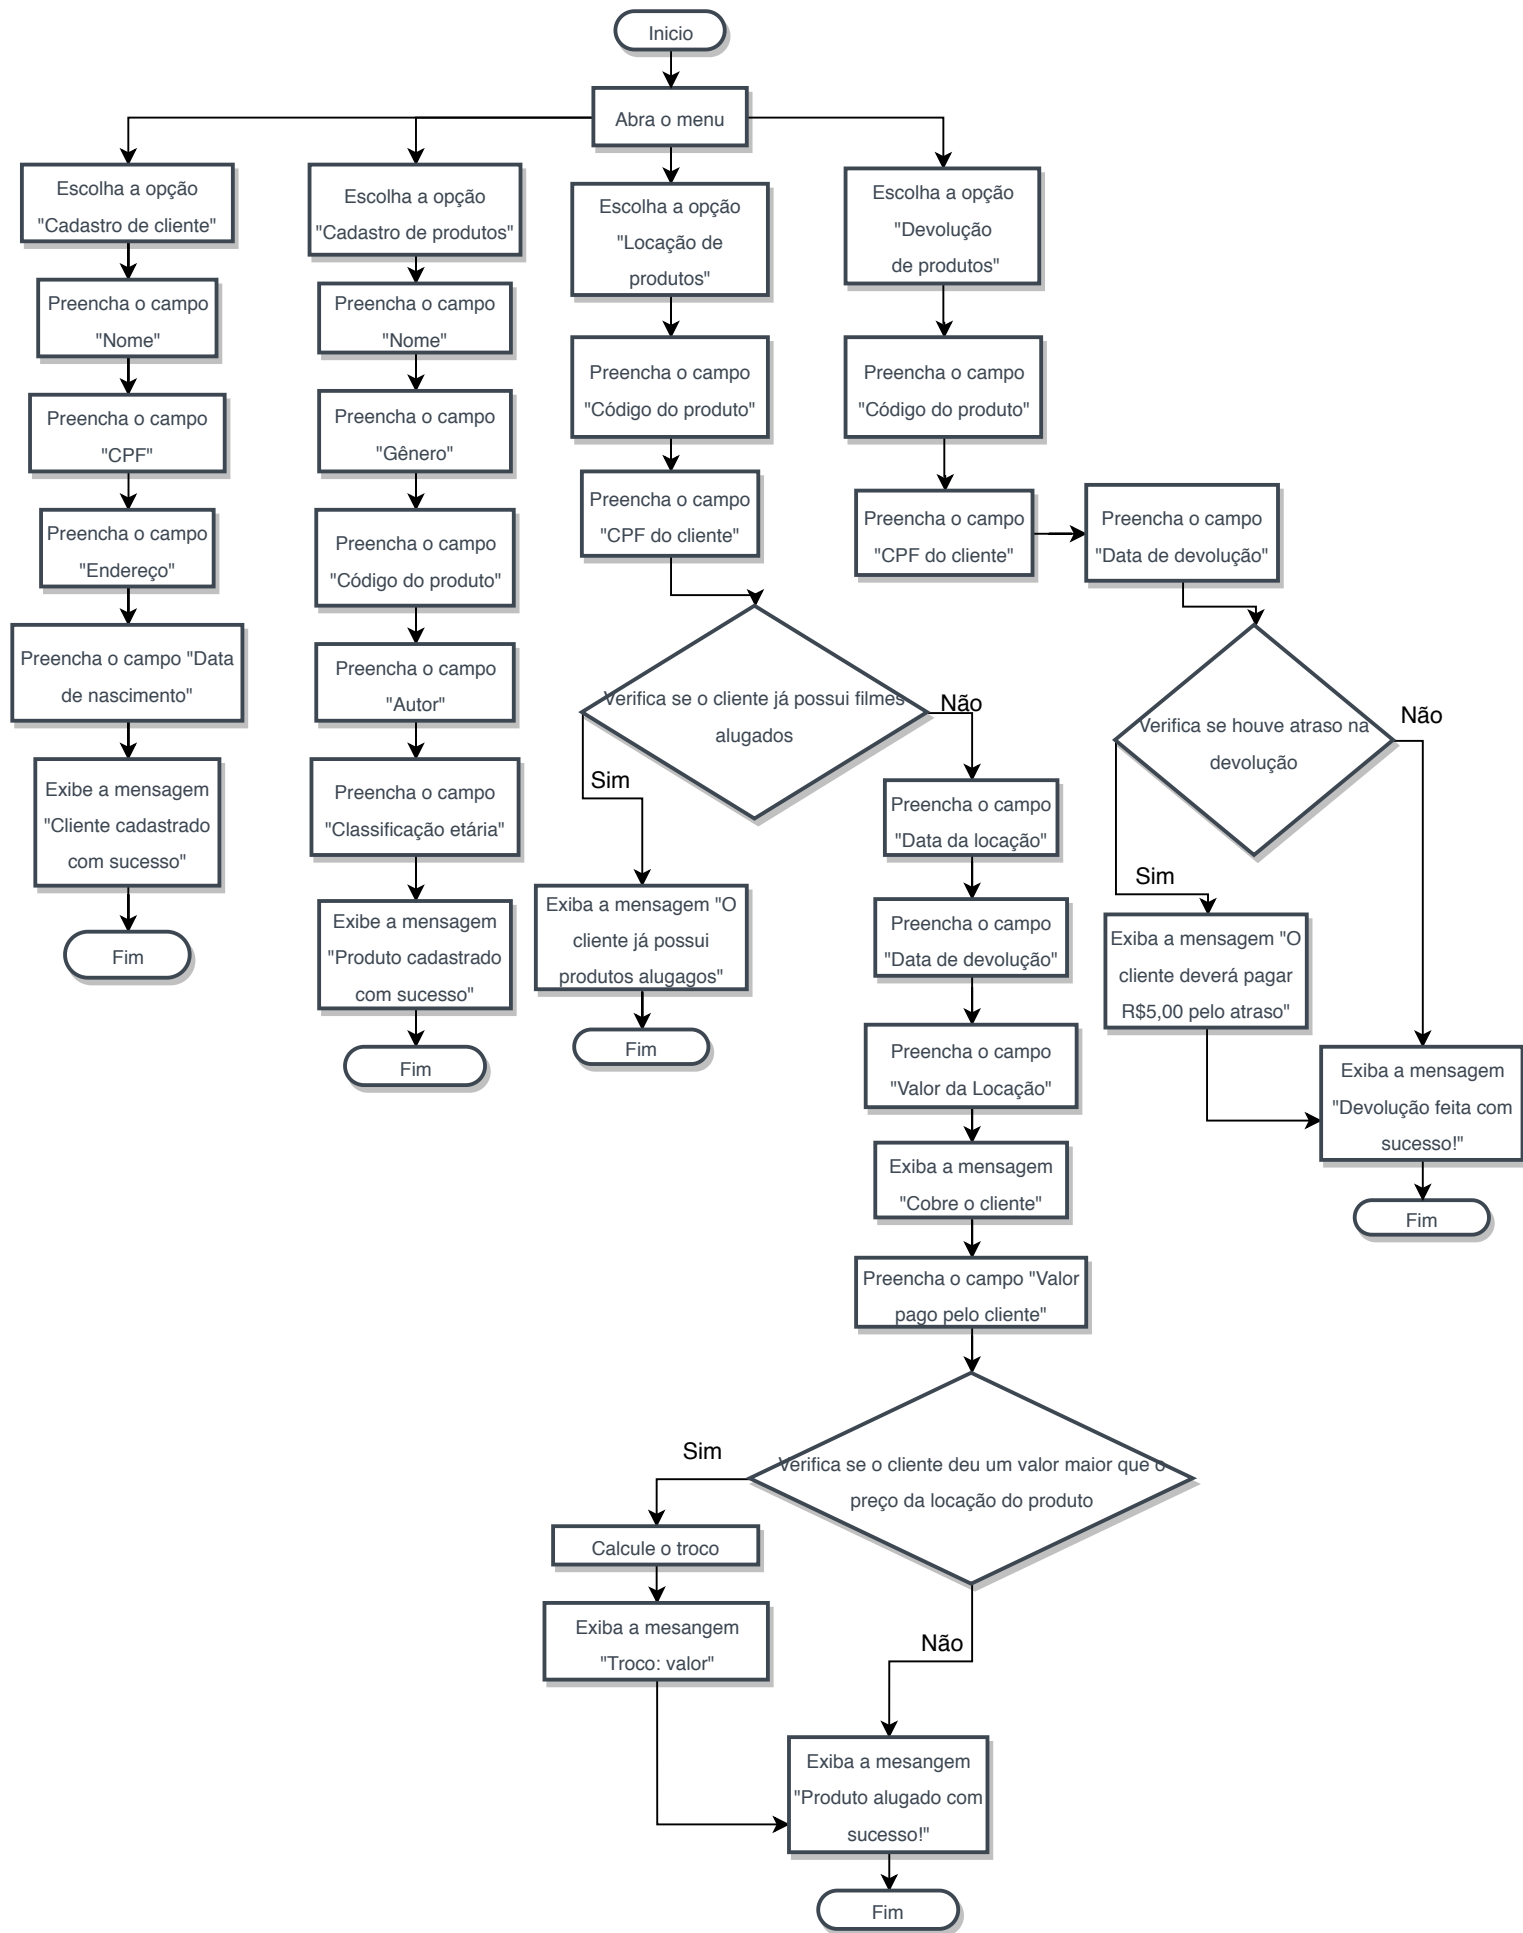 Inicio
Abra o menu
Escolha a opção
"Cadastro de cliente"
Preencha o campo
"Nome"
Preencha o campo
"CPF"
Preencha o campo
"Endereço"
Preencha o campo "Data
de nascimento"
Exibe a mensagem
"Cliente cadastrado
com sucesso"
Fim
Escolha a opção
"Cadastro de produtos"
Preencha o campo
"Nome"
Preencha o campo
"Gênero"
Preencha o campo
"Código do produto"
Preencha o campo
"Autor"
Preencha o campo
"Classificação etária"
Exibe a mensagem
"Produto cadastrado
com sucesso"
Fim
Escolha a opção
"Locação de
produtos"
Preencha o campo
"Código do produto"
Preencha o campo
"CPF do cliente"
Verifica se o cliente já possui filmes
alugados
Sim
Exiba a mensagem "O
cliente já possui
produtos alugagos"
Fim
Não
Preencha o campo
"Data da locação"
Preencha o campo
"Data de devolução"
Preencha o campo
"Valor da Locação"
Exiba a mensagem
"Cobre o cliente"
Preencha o campo "Valor
pago pelo cliente"
Verifica se o cliente deu um valor maior que o
preço da locação do produto
Sim
Calcule o troco
Exiba a mesangem
"Troco: valor"
Não
Exiba a mesangem
"Produto alugado com
sucesso!"
Fim
Escolha a opção
"Devolução
de produtos"
Preencha o campo
"Código do produto"
Preencha o campo
"CPF do cliente"
Preencha o campo
"Data de devolução"
Verifica se houve atraso na
devolução
Sim
Exiba a mensagem "O
cliente deverá pagar
R$5,00 pelo atraso"
Não
Exiba a mensagem
"Devolução feita com
sucesso!"
Fim